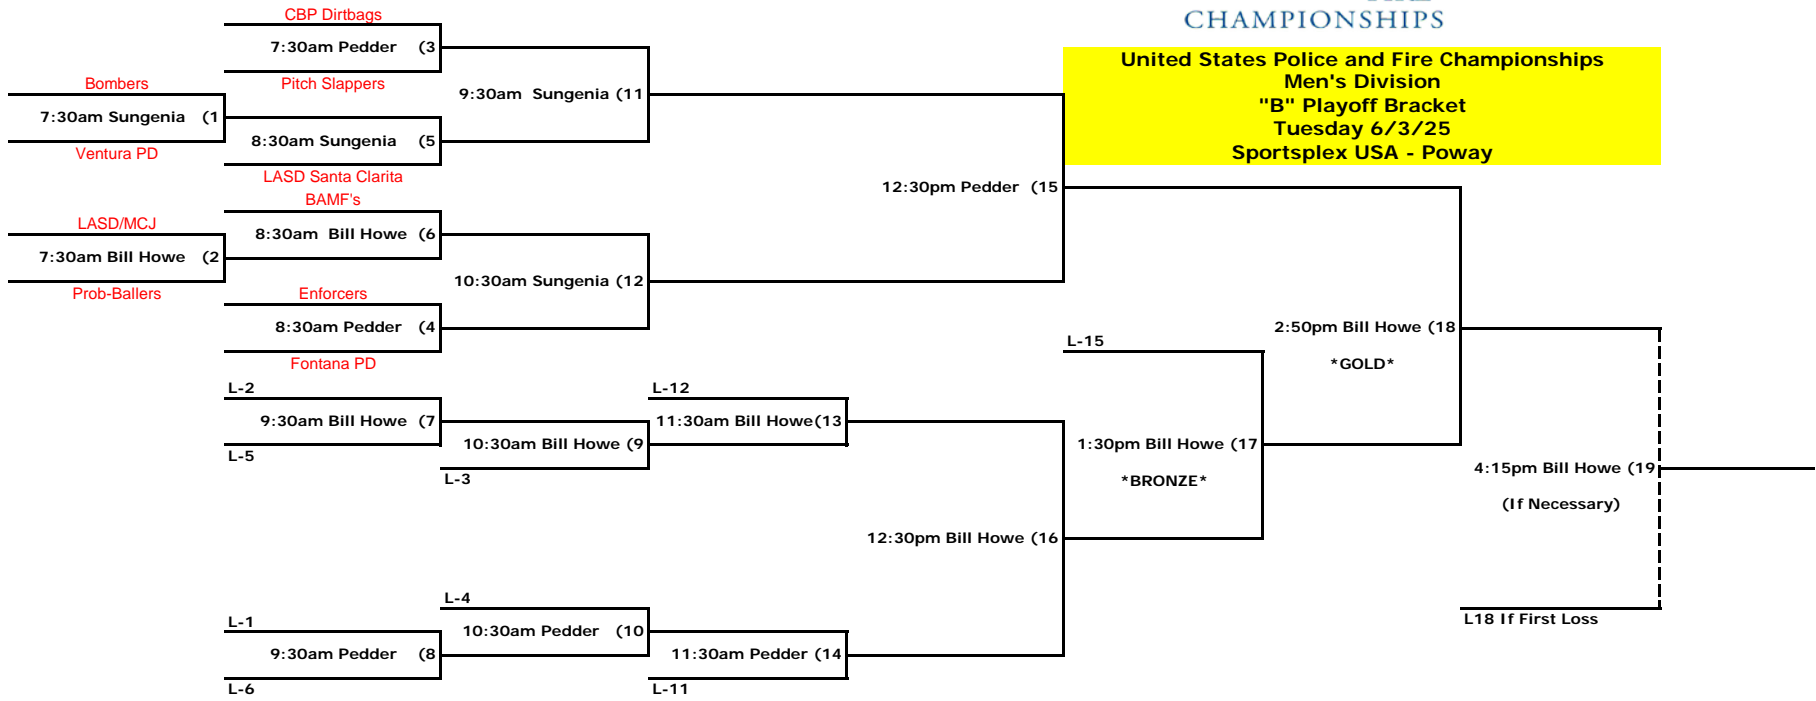 CHAMPIONSHIPS
United States Police and Fire Championships
Men's Division
"B" Playoff Bracket
Tuesday 6/3/25
Sportsplex USA - Poway
CBP Dirtbags
7:30am Pedder (3
Pitch Slappers
Bombers
7:30am Sungenia (1
Ventura PD
9:30am Sungenia (11
8:30am Sungenia (5
LASD Santa Clarita
BAMF's
12:30pm Pedder (15
LASD/MCJ
8:30am Bill Howe (6
7:30am Bill Howe (2
Prob-Ballers
10:30am Sungenia (12
Enforcers
8:30am Pedder (4
Fontana PD
2:50pm Bill Howe (18
*GOLD*
L-15
L-2
9:30am Bill Howe (7
L-5
L-12
11:30am Bill Howe(13
10:30am Bill Howe (9
L-3
1:30pm Bill Howe (17
*BRONZE*
4:15pm Bill Howe (19
(If Necessary)
12:30pm Bill Howe (16
L-4
10:30am Pedder (10
L-1
9:30am Pedder (8
L-6
11:30am Pedder (14
L-11
L18 If First Loss